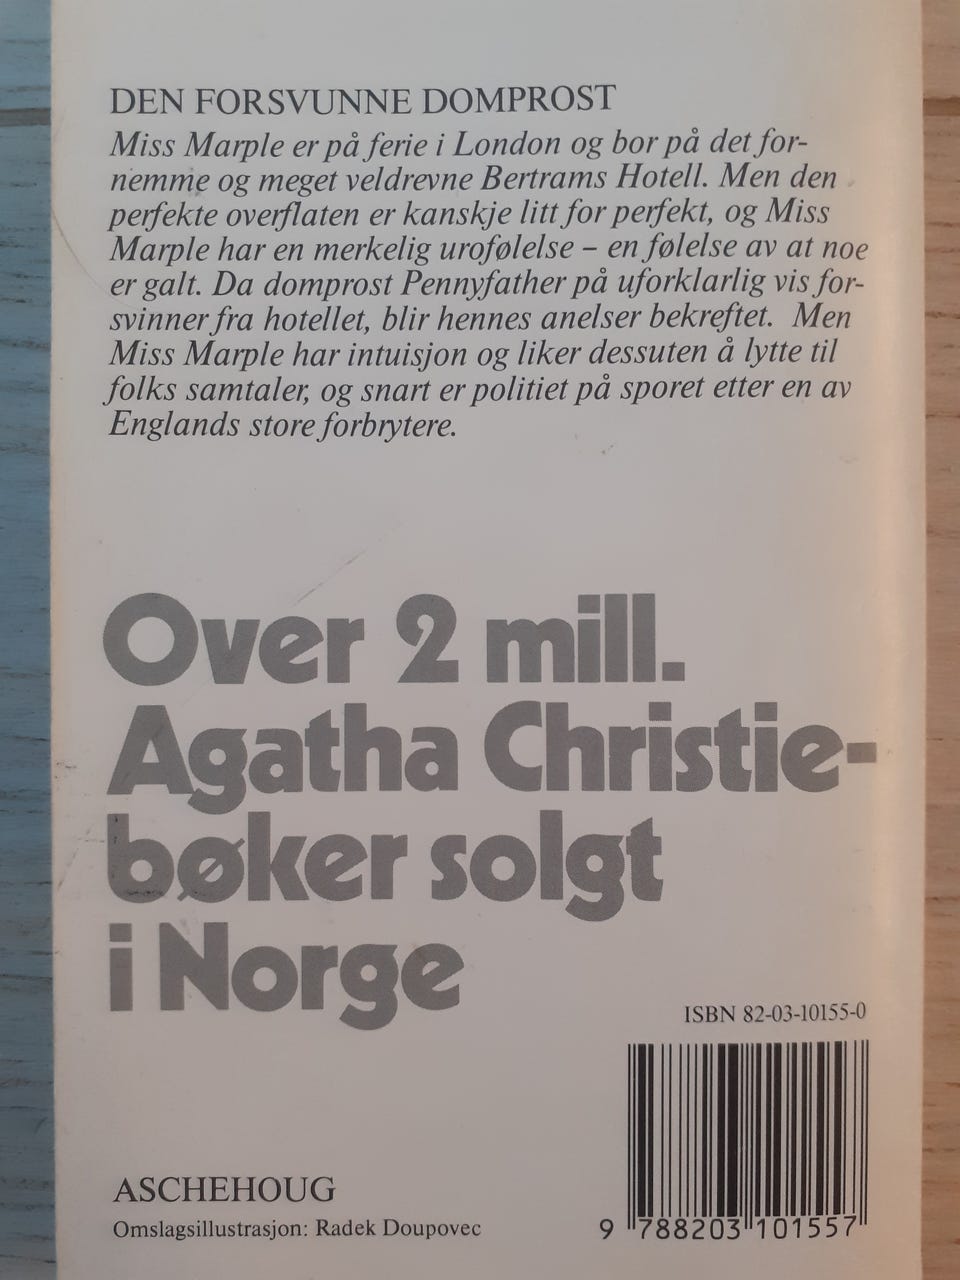 DEN FORSVUNNE DOMPROST
Miss Marple er på ferie i London og bor på det for-
nemme og meget veldrevne Bertrams Hotell. Men den
perfekte overflaten er kanskje litt for perfekt, og Miss
Marple har en merkelig urofølelse – en følelse av at noe
er galt. Da domprost Pennyfather på uforklarlig vis for-
svinner fra hotellet, blir hennes anelser bekreftet. Men
Miss Marple har intuisjon og liker dessuten å lytte til
folks samtaler, og snart er politiet på sporet etter en av
Englands store forbrytere.
Over 2 mill.
Agatha Christie-
bøker solgt
i Norge
ISBN 82-03-10155-0
ASCHEHOUG
Omslagsillustrasjon: Radek Doupovec
9 788203 101557